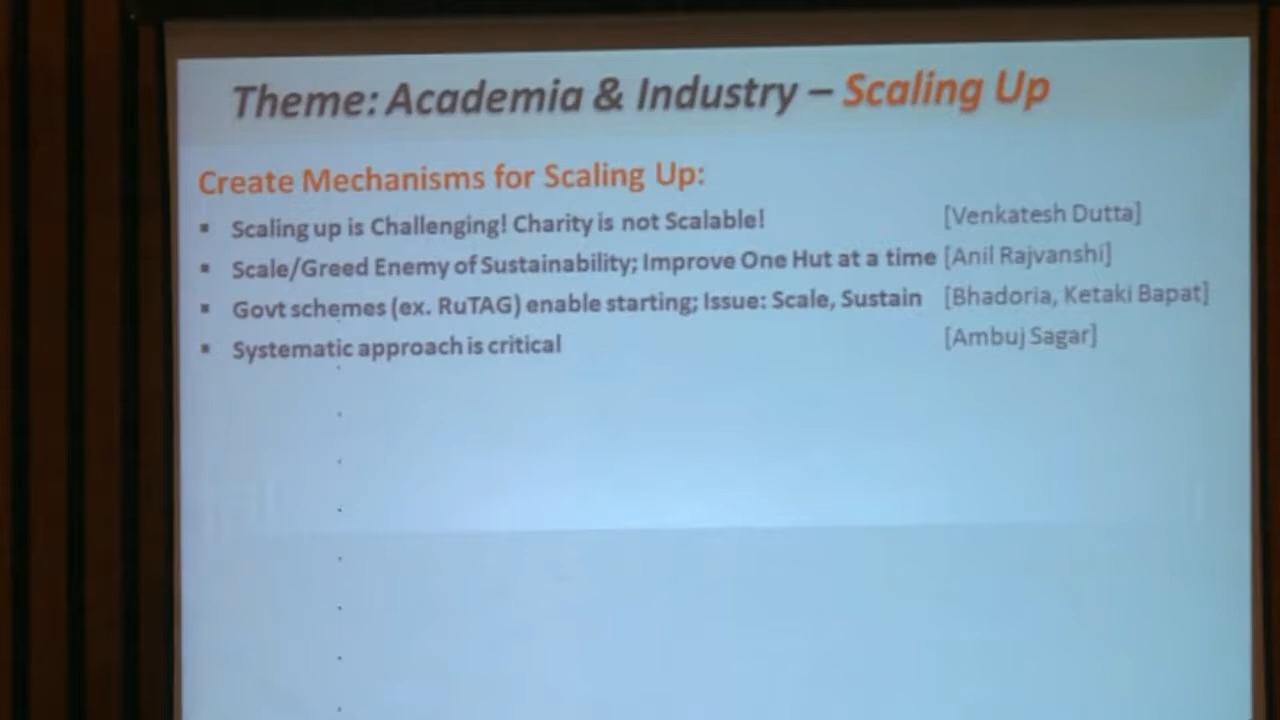 Theme: Academia & Industry – Scaling Up
Create Mechanisms for Scaling Up:
▪ Scaling up is Challenging! Charity is not Scalable! [Venkatesh Dutta]
▪ Scale/Greed Enemy of Sustainability; Improve One Hut at a time [Anil Rajvanshi]
▪ Govt schemes (ex. RuTAG) enable starting; Issue: Scale, Sustain [Bhadoria, Ketaki Bapat]
▪ Systematic approach is critical [Ambuj Sagar]